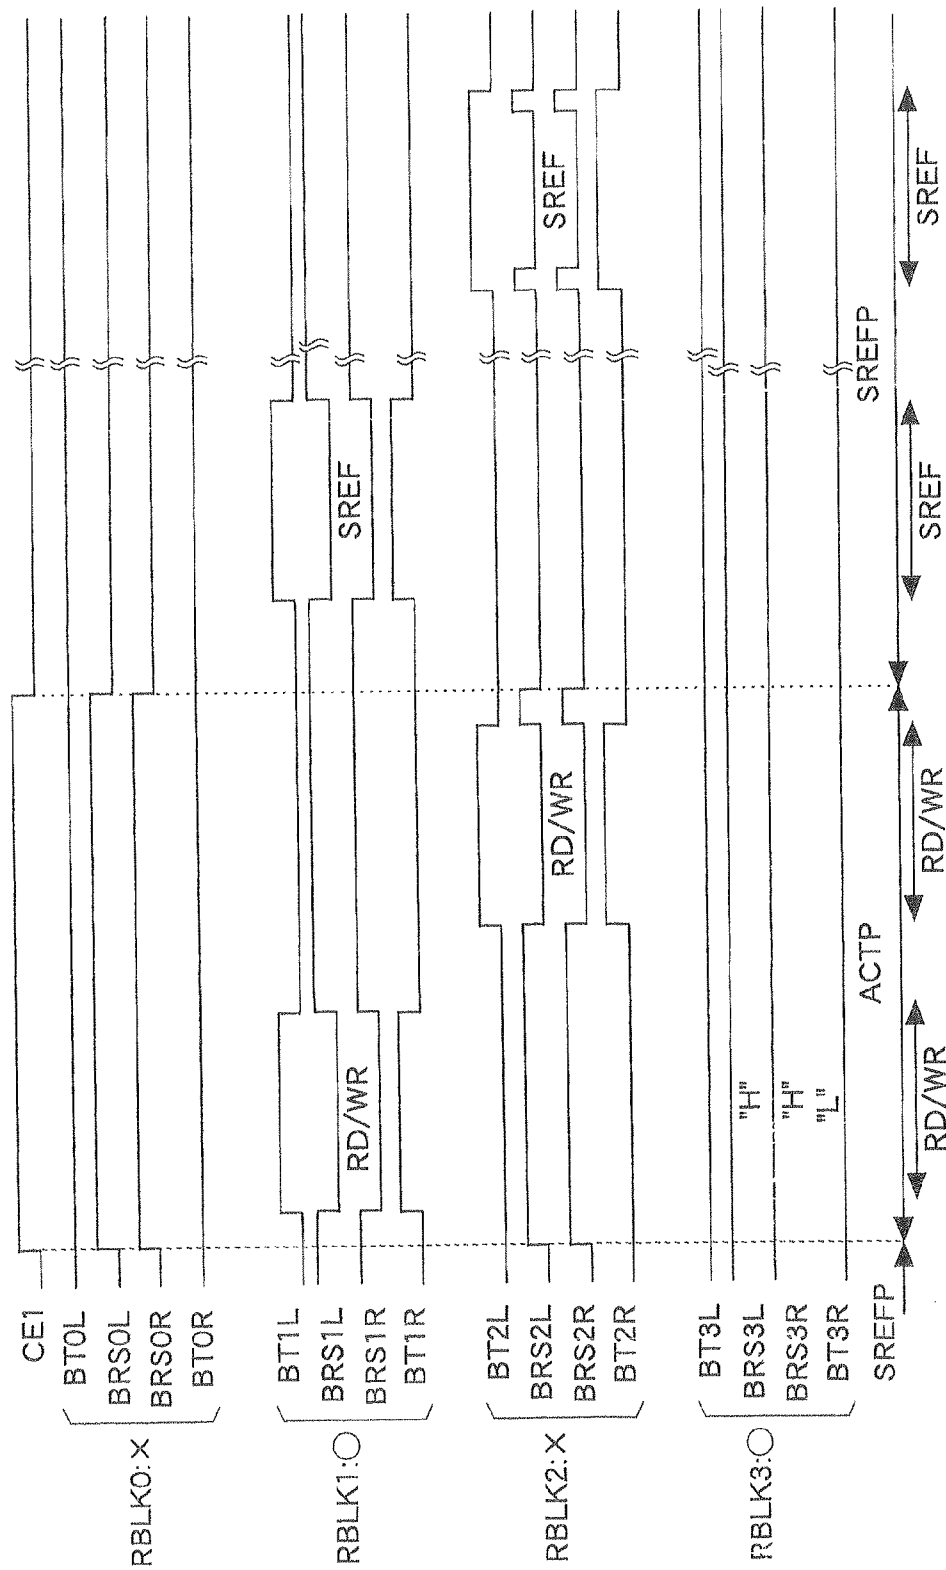 CE1
RBLK0:×
BT0L
BRS0L
BRS0R
BT0R
RBLK1:○
BT1L
BRS1L
BRS1R
BT1R
RD/WR
SREF
RBLK2:×
BT2L
BRS2L
BRS2R
BT2R
RD/WR
SREF
RBLK3:○
BT3L
BRS3L
BRS3R
BT3R
"H"
"H"
"L"
SREFP
ACTP
SREFP
RD/WR
RD/WR
SREF
SREF